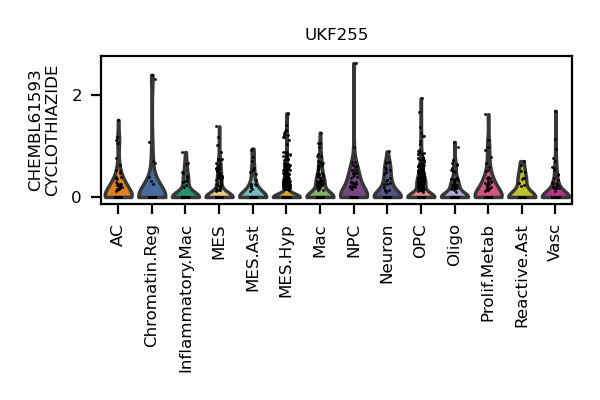 UKF255
CHEMBL61593
CYCLOTHIAZIDE
2
0
AC
Chromatin.Reg
Inflammatory.Mac
MES
MES.Ast
MES.Hyp
Mac
NPC
Neuron
OPC
Oligo
Prolif.Metab
Reactive.Ast
Vasc